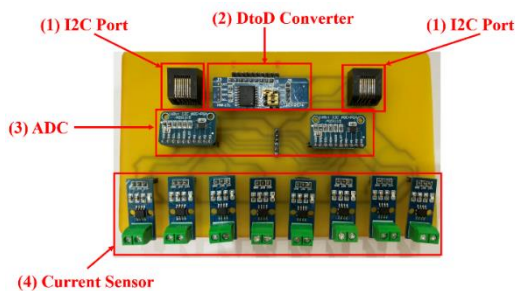 (2) DtoD Converter
(1) I2C Port
(1) I2C Port
(3) ADC
(4) Current Sensor